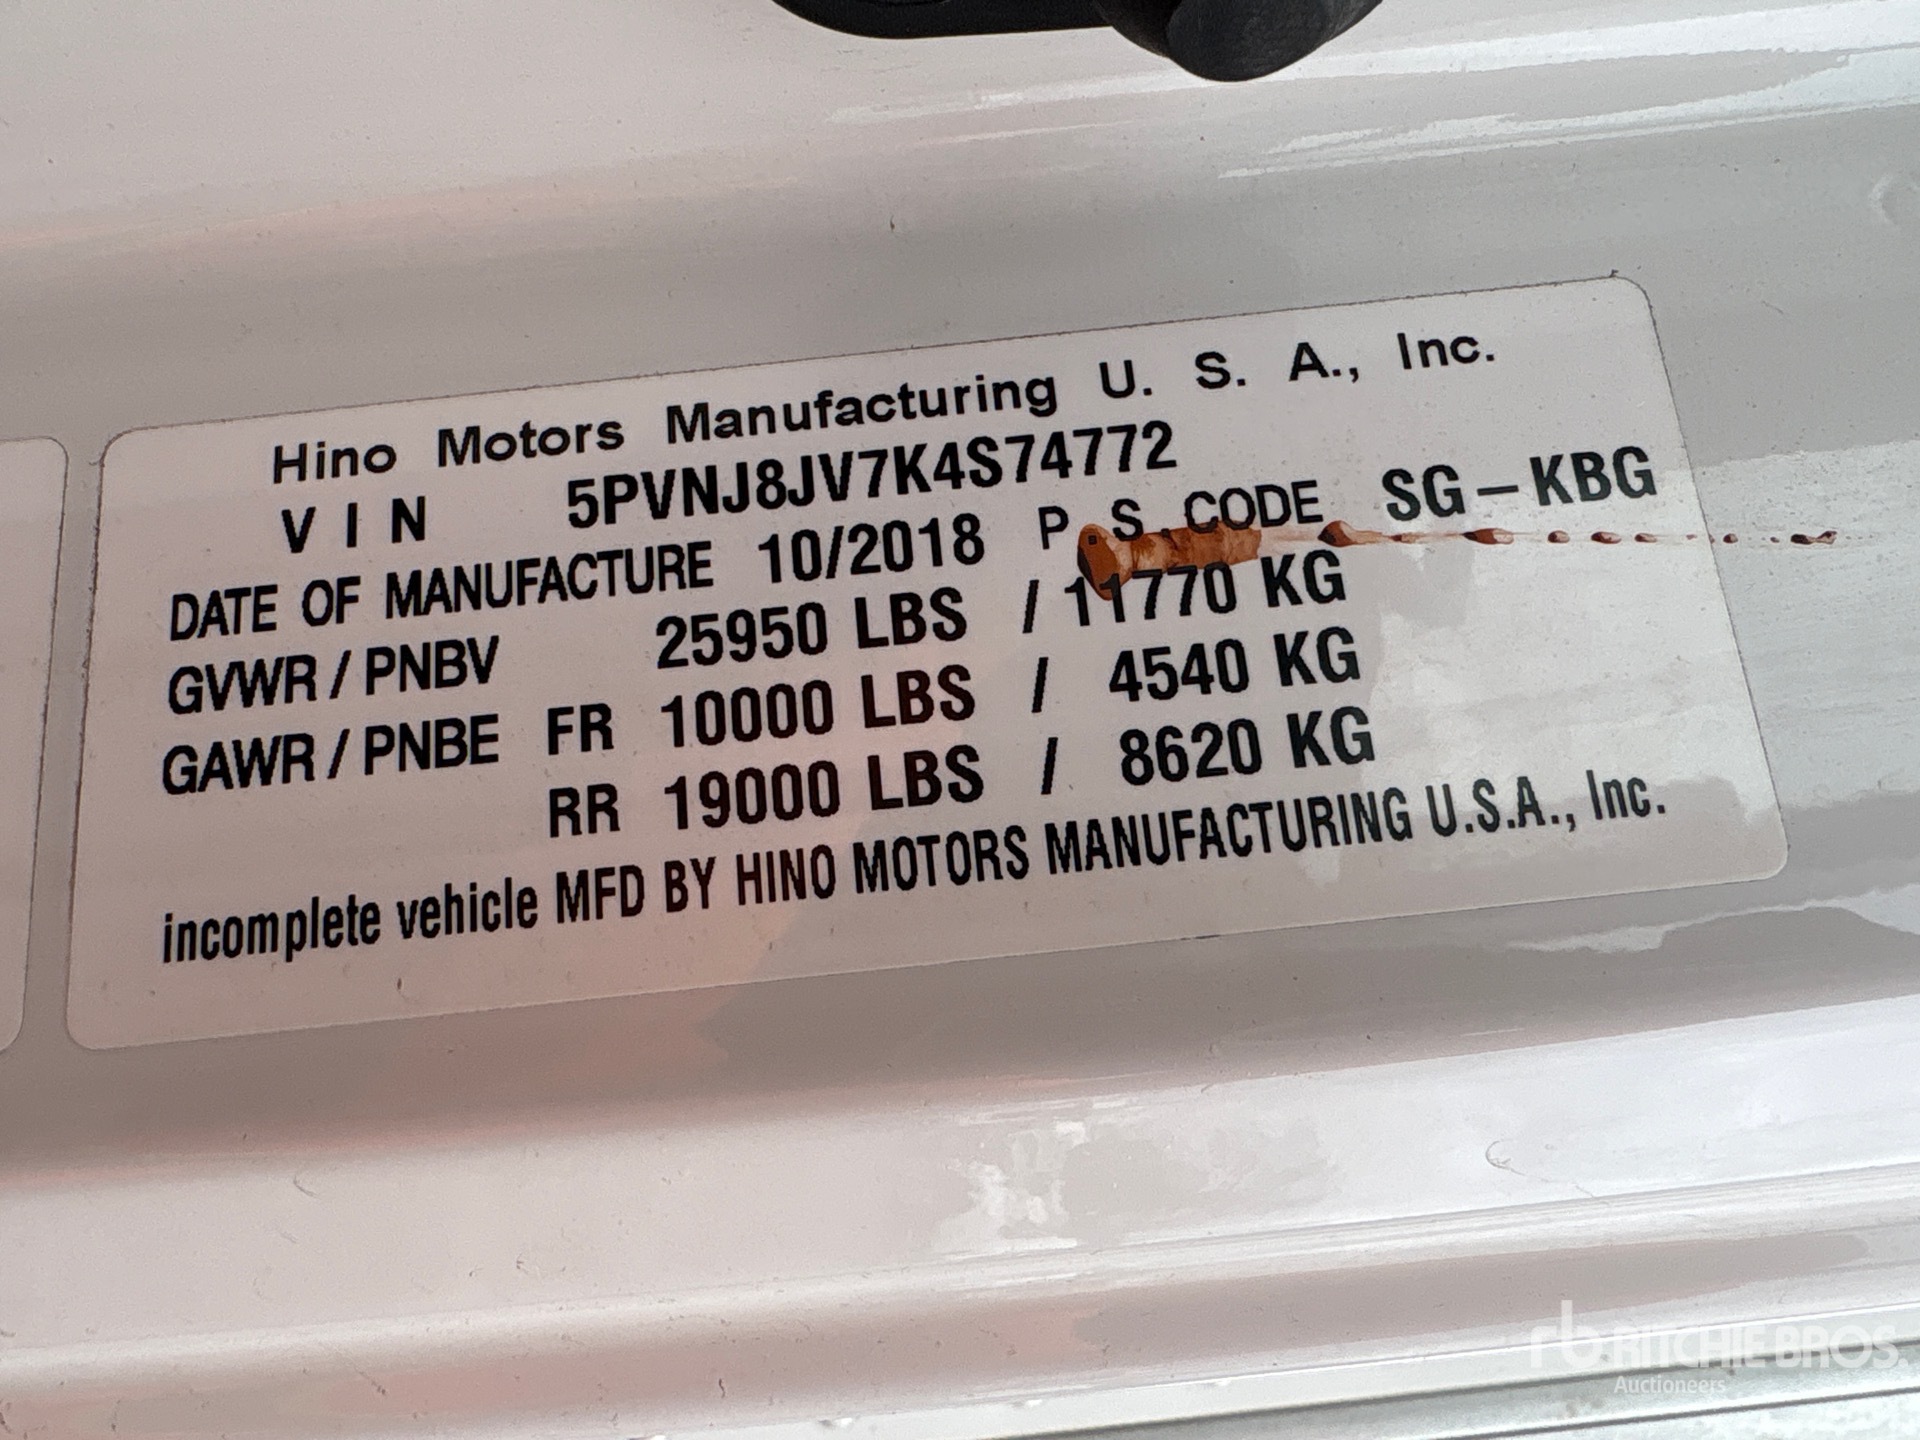 Hino Motors Manufacturing U. S. A., Inc.
VIN 5PVNJ8JV7K4S74772
DATE OF MANUFACTURE 10/2018 P.S.CODE SG-KBG
GVWR / PNBV 25950 LBS / 11770 KG
GAWR / PNBE FR 10000 LBS / 4540 KG
RR 19000 LBS / 8620 KG
incomplete vehicle MFD BY HINO MOTORS MANUFACTURING U.S.A., Inc.
rb RITCHIE BROS.
Auctioneers